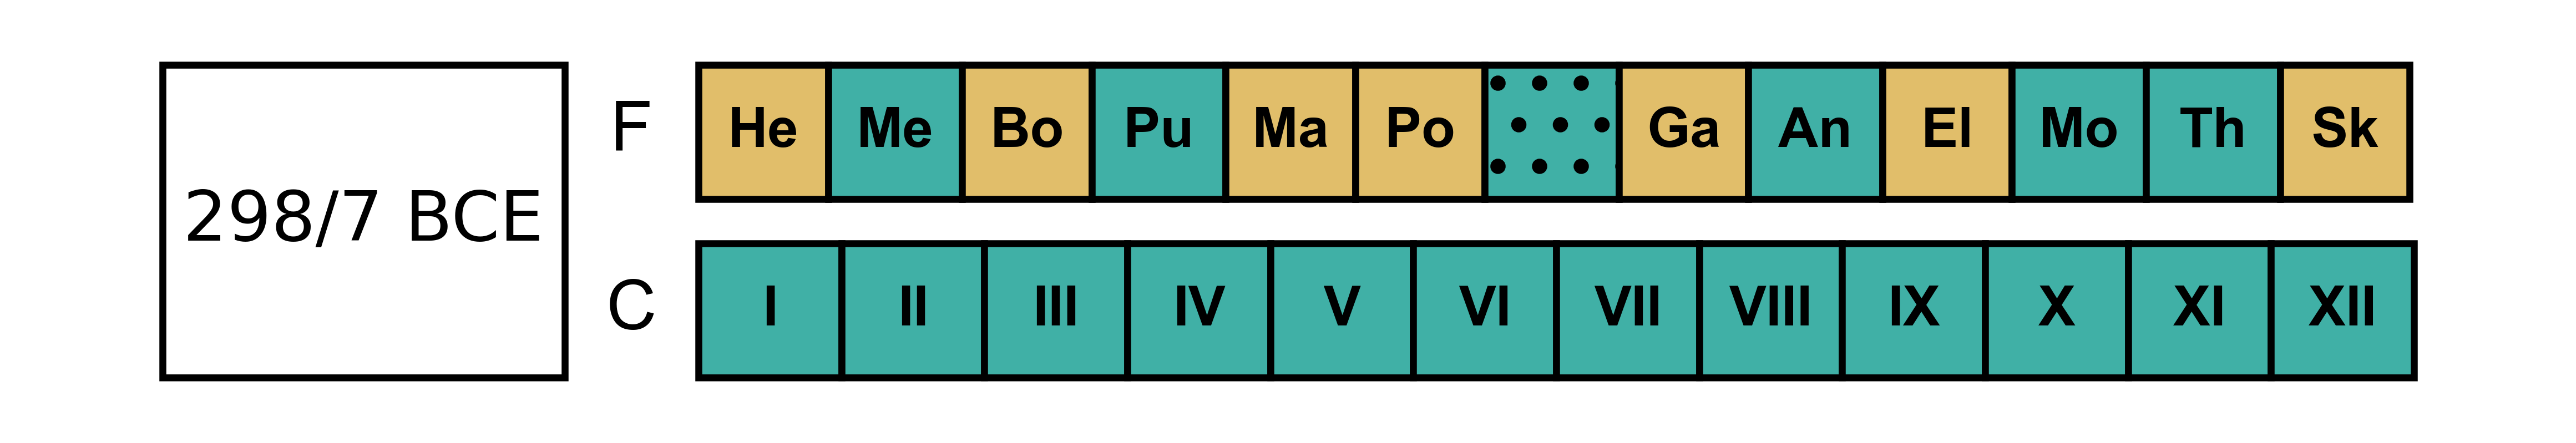 298/7 BCE
F He Me Bo Pu Ma Po Ga An El Mo Th Sk
C I II III IV V VI VII VIII IX X XI XII